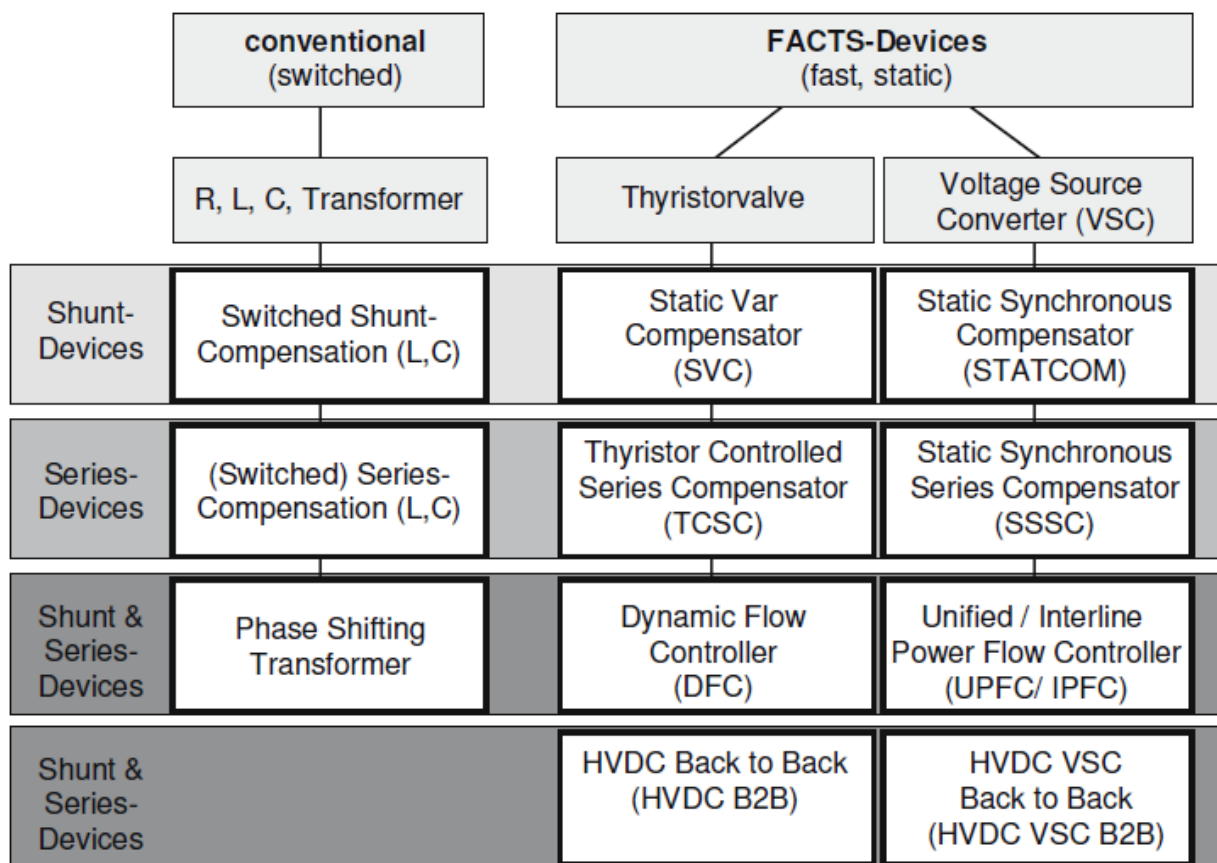 conventional
(switched)
FACTS-Devices
(fast, static)
R, L, C, Transformer
Thyristorvalve
Voltage Source
Converter (VSC)
Shunt-
Devices
Switched Shunt-
Compensation (L,C)
Static Var
Compensator
(SVC)
Static Synchronous
Compensator
(STATCOM)
Series-
Devices
(Switched) Series-
Compensation (L,C)
Thyristor Controlled
Series Compensator
(TCSC)
Static Synchronous
Series Compensator
(SSSC)
Shunt &
Series-
Devices
Phase Shifting
Transformer
Dynamic Flow
Controller
(DFC)
Unified / Interline
Power Flow Controller
(UPFC/ IPFC)
Shunt &
Series-
Devices
HVDC Back to Back
(HVDC B2B)
HVDC VSC
Back to Back
(HVDC VSC B2B)